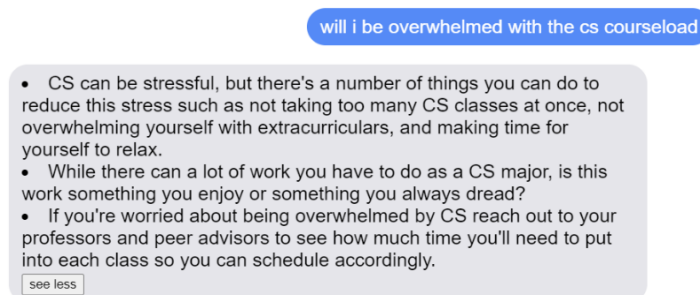 will i be overwhelmed with the cs courseload
• CS can be stressful, but there's a number of things you can do to
reduce this stress such as not taking too many CS classes at once, not
overwhelming yourself with extracurriculars, and making time for
yourself to relax.
• While there can a lot of work you have to do as a CS major, is this
work something you enjoy or something you always dread?
• If you're worried about being overwhelmed by CS reach out to your
professors and peer advisors to see how much time you'll need to put
into each class so you can schedule accordingly.
see less